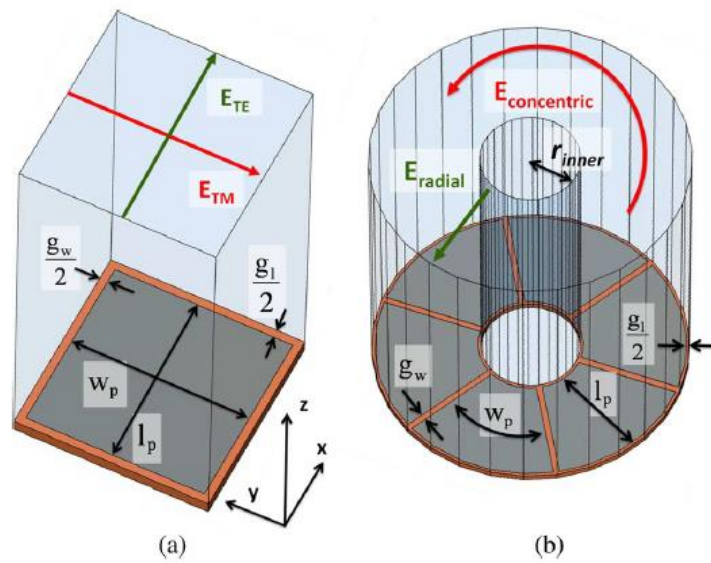 E_TE
E_TM
g_w/2
g_l/2
w_p
l_p
z
x
y
(a)
E_concentric
r_inner
E_radial
g_l/2
g_w
w_p
l_p
(b)